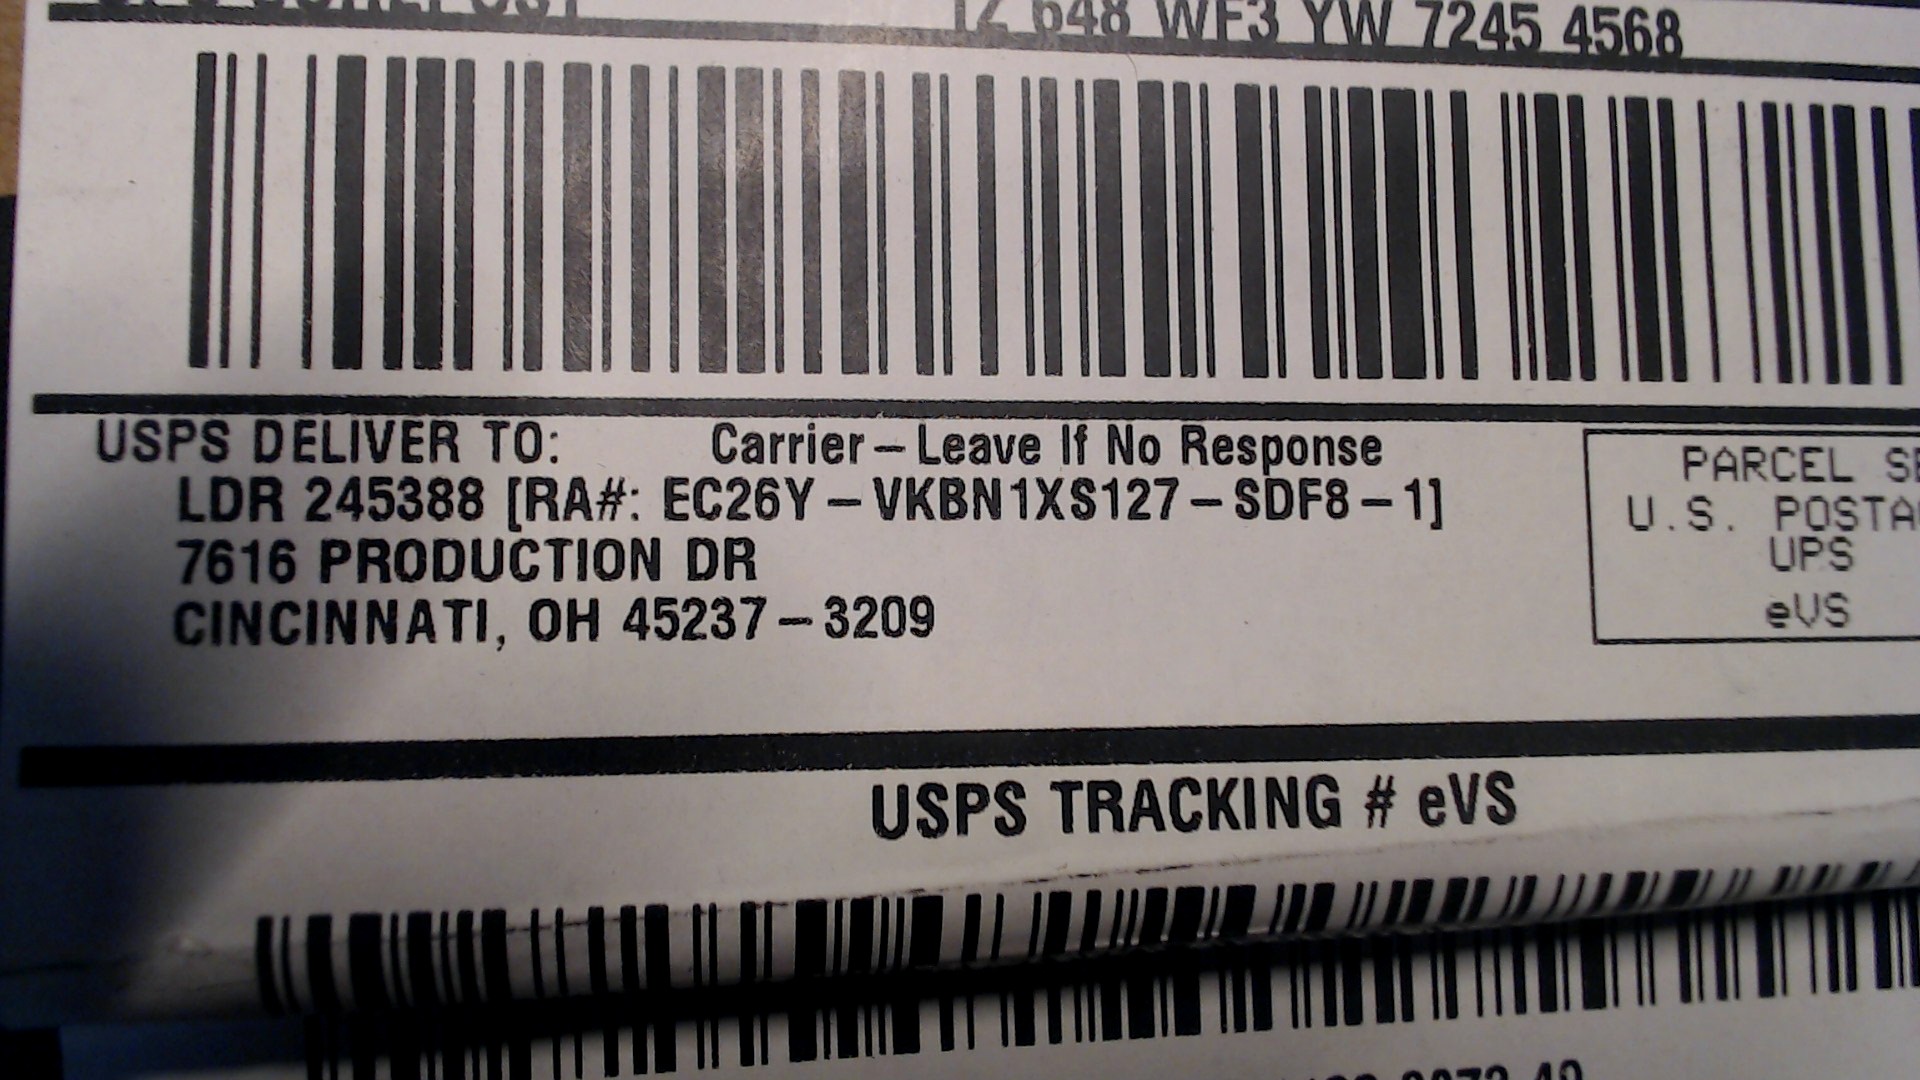 1Z 648 WF3 YW 7245 4568
USPS DELIVER TO: Carrier – Leave If No Response
LDR 245388 [RA#: EC26Y – VKBN1XS127 – SDF8 – 1]
7616 PRODUCTION DR
CINCINNATI, OH 45237 – 3209
PARCEL
U.S.
UPS
eVS
USPS TRACKING # eVS